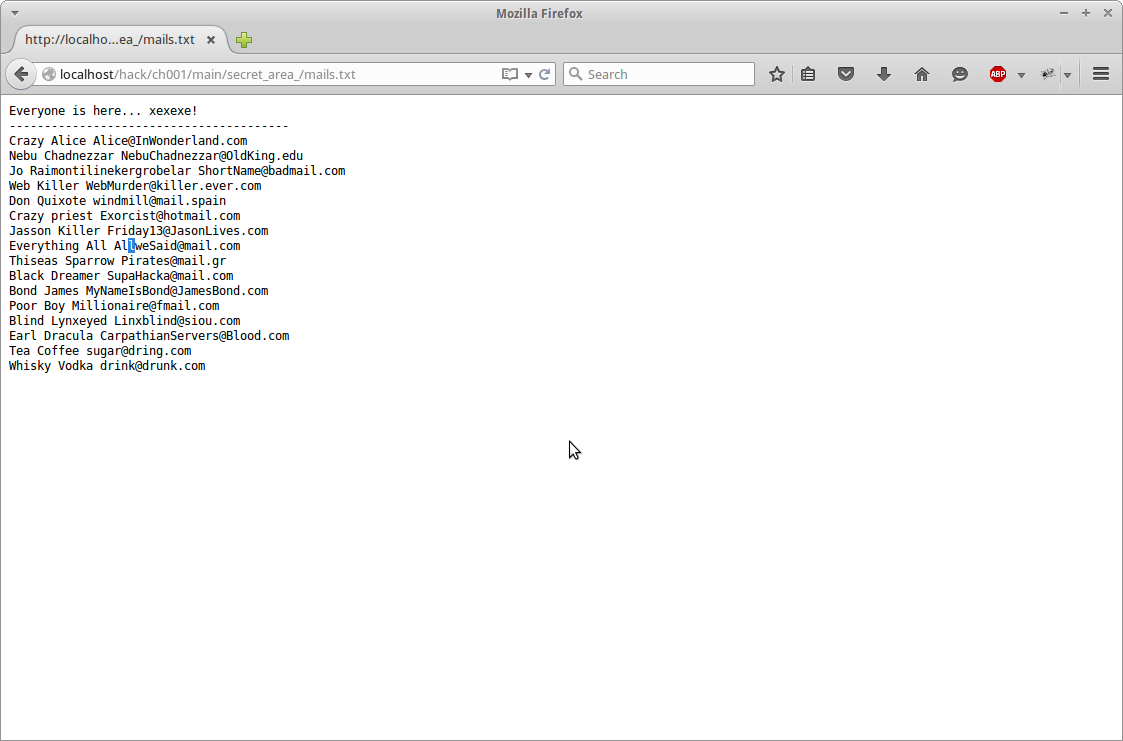 Mozilla Firefox
http://localho...ea_/mails.txt
localhost/hack/ch001/main/secret_area_/mails.txt
Search
ABP
Everyone is here... xexexe!
----------------------------------------
Crazy Alice Alice@InWonderland.com
Nebu Chadnezzar NebuChadnezzar@OldKing.edu
Jo Raimontilinekergrobelar ShortName@badmail.com
Web Killer WebMurder@killer.ever.com
Don Quixote windmill@mail.spain
Crazy priest Exorcist@hotmail.com
Jasson Killer Friday13@JasonLives.com
Everything All AllweSaid@mail.com
Thiseas Sparrow Pirates@mail.gr
Black Dreamer SupaHacka@mail.com
Bond James MyNameIsBond@JamesBond.com
Poor Boy Millionaire@fmail.com
Blind Lynxeyed Linxblind@siou.com
Earl Dracula CarpathianServers@Blood.com
Tea Coffee sugar@dring.com
Whisky Vodka drink@drunk.com